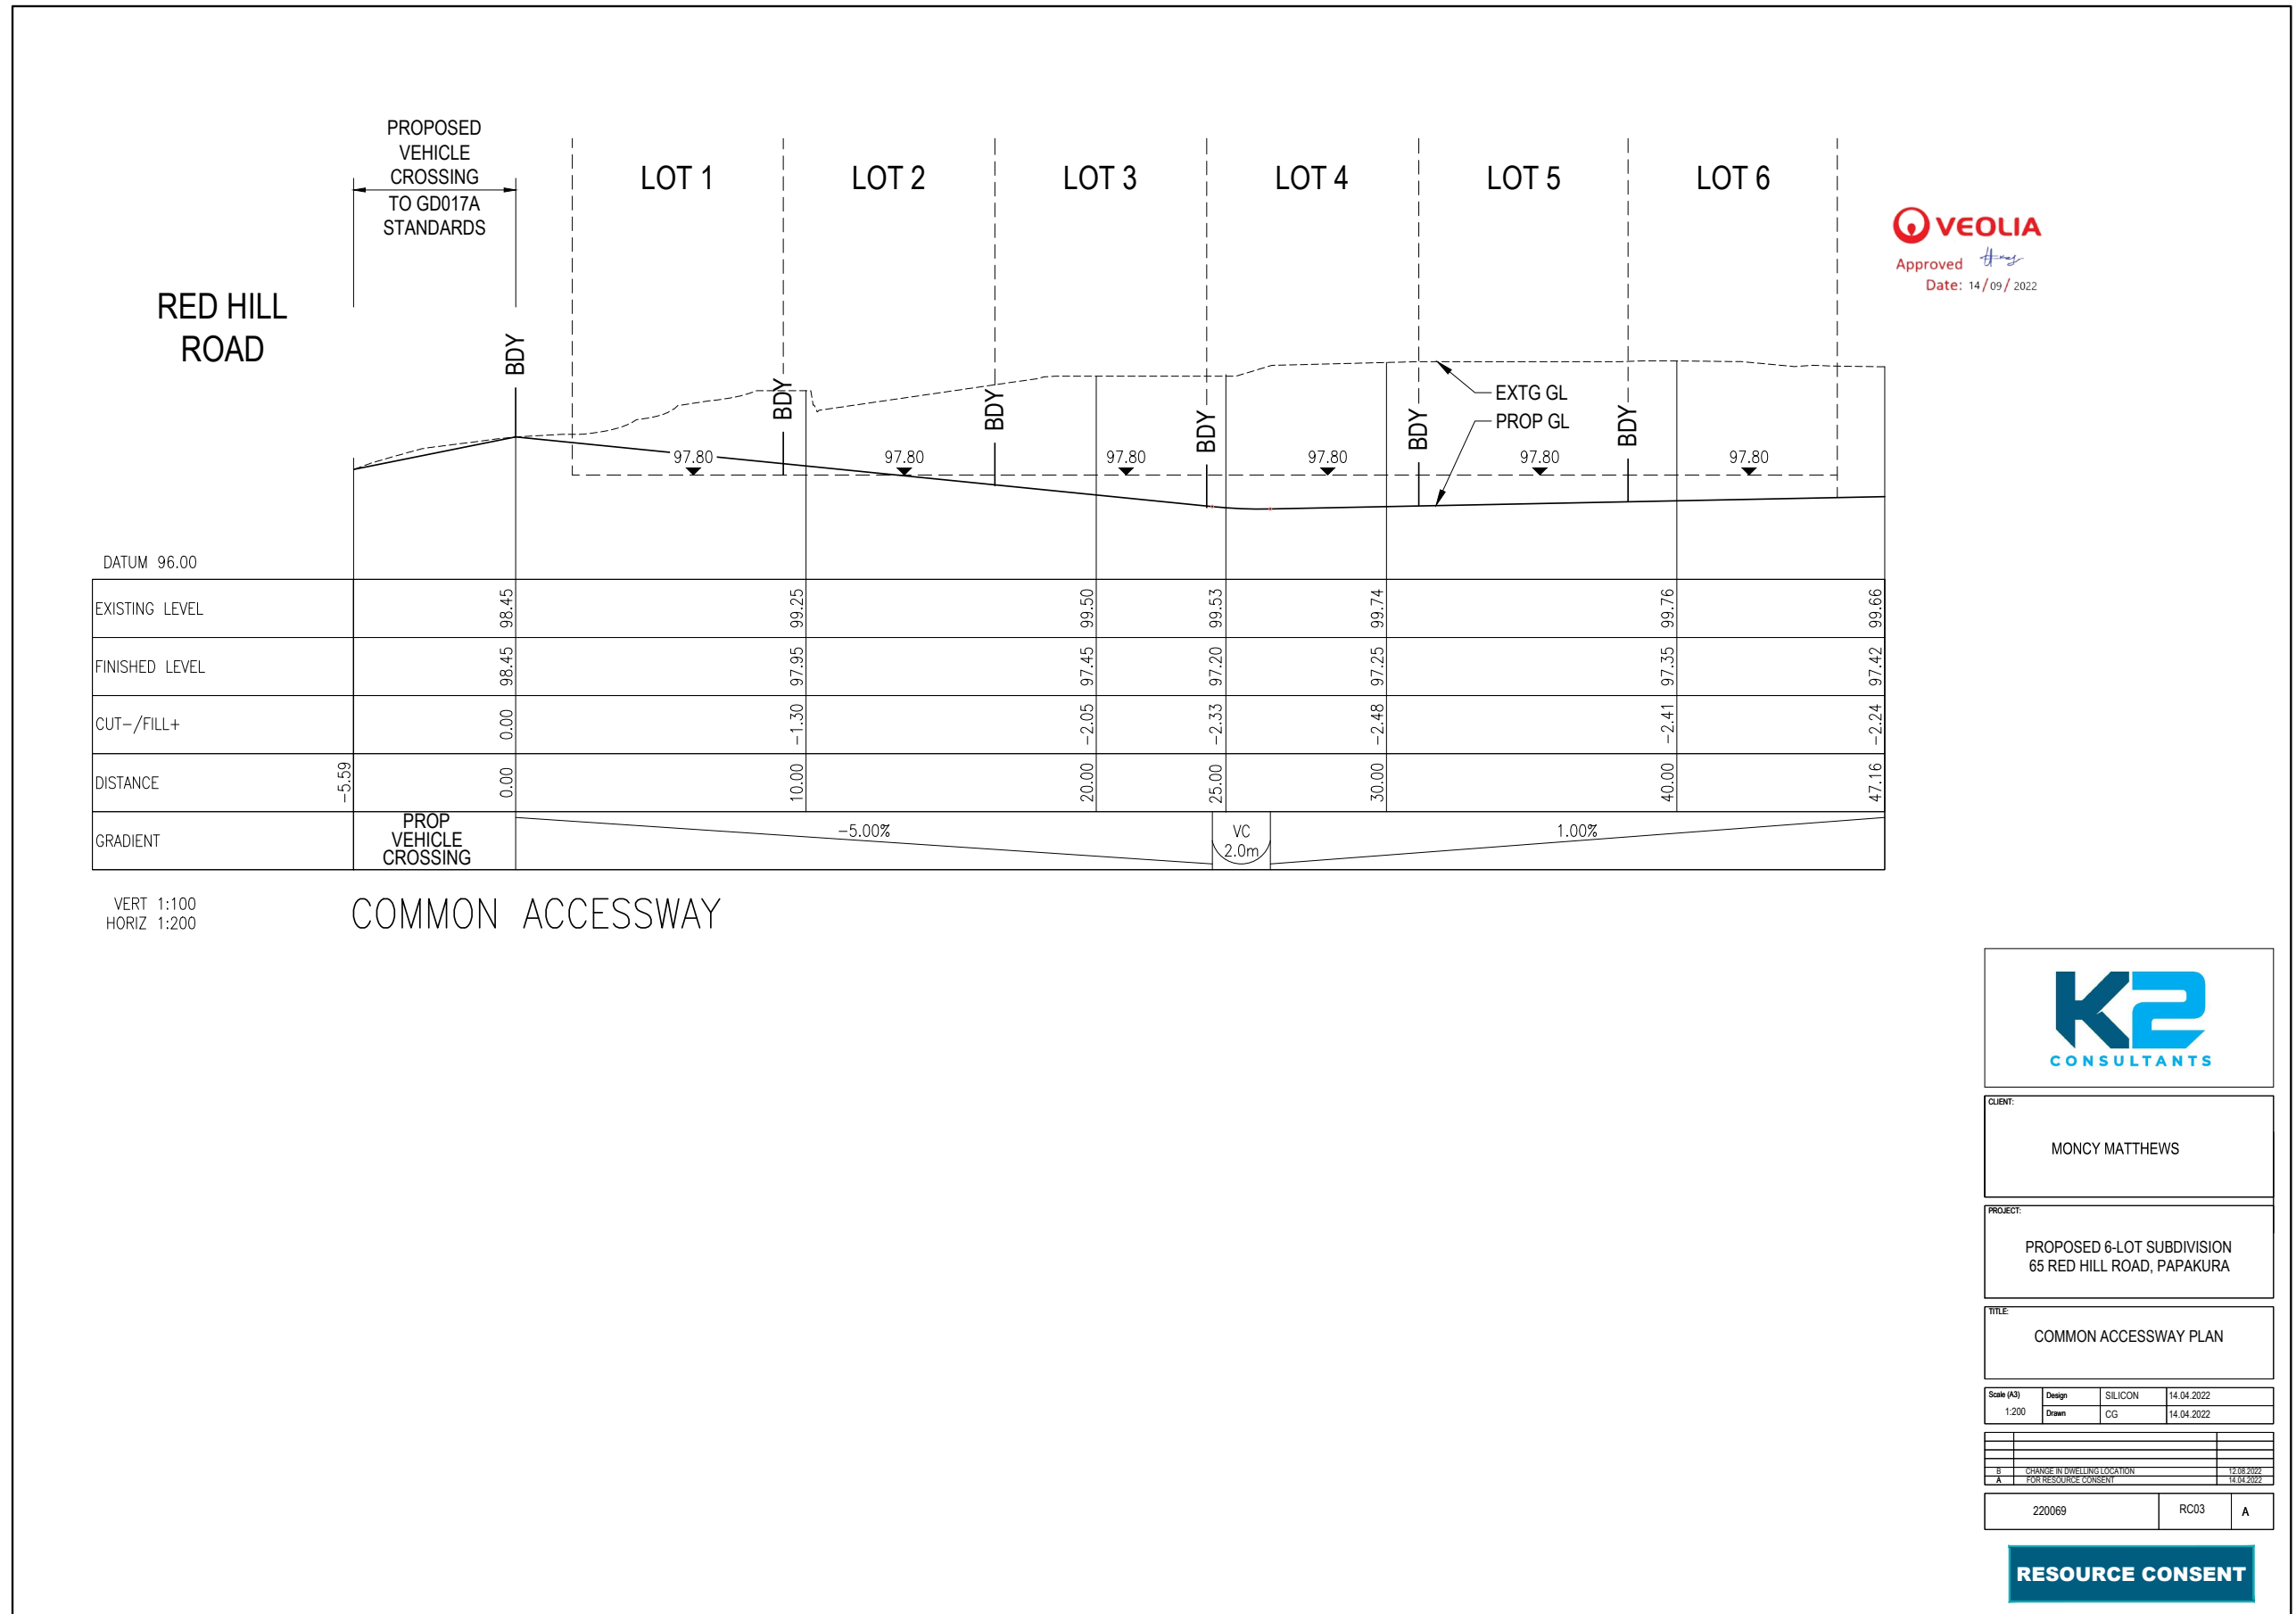 PROPOSED
VEHICLE
CROSSING
TO GD017A
STANDARDS
LOT 1
LOT 2
LOT 3
LOT 4
LOT 5
LOT 6
VEOLIA
Approved
Date: 14/09/2022
RED HILL
ROAD
BDY
BDY
BDY
BDY
BDY
BDY
EXTG GL
PROP GL
97.80
97.80
97.80
97.80
97.80
97.80
DATUM 96.00
EXISTING LEVEL 98.45 99.25 99.50 99.53 99.74 99.76 99.66
FINISHED LEVEL 98.45 97.95 97.45 97.20 97.25 97.35 97.42
CUT-/FILL+ 0.00 -1.30 -2.05 -2.33 -2.48 -2.41 -2.24
DISTANCE -5.59 0.00 10.00 20.00 25.00 30.00 40.00 47.16
GRADIENT
PROP
VEHICLE
CROSSING
-5.00%
VC
2.0m
1.00%
VERT 1:100
HORIZ 1:200
COMMON ACCESSWAY
K2
CONSULTANTS
CLIENT:
MONCY MATTHEWS
PROJECT:
PROPOSED 6-LOT SUBDIVISION
65 RED HILL ROAD, PAPAKURA
TITLE:
COMMON ACCESSWAY PLAN
Scale (A3) Design SILICON 14.04.2022
1:200 Drawn CG 14.04.2022
B CHANGE IN DWELLING LOCATION 12.08.2022
A FOR RESOURCE CONSENT 14.04.2022
220069 RC03 A
RESOURCE CONSENT